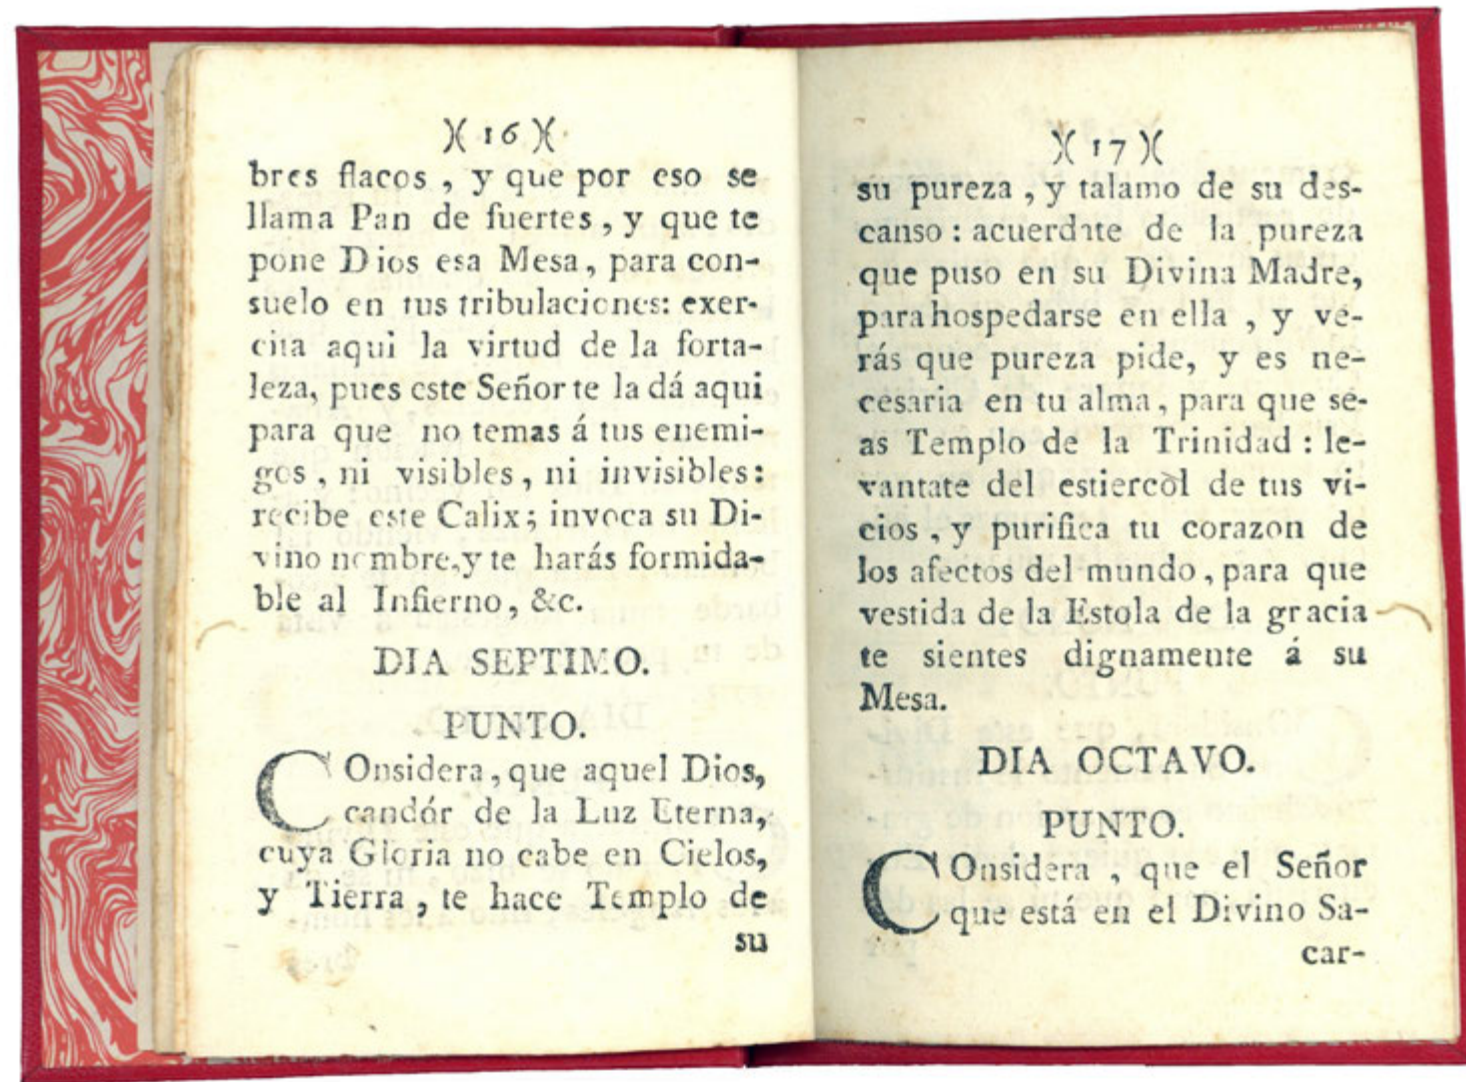 )( 16 )(
bres flacos , y que por eso se
llama Pan de fuertes , y que te
pone Dios esa Mesa, para con-
suelo en tus tribulaciones: exer-
cita aqui la virtud de la forta-
leza, pues este Señor te la dá aqui
para que no temas á tus enemi-
gos , ni visibles, ni invisibles:
recibe este Calix; invoca su Di-
vino nombre, y te harás formida-
ble al Infierno, &c.
DIA SEPTIMO.
PUNTO.
COnsidera, que aquel Dios,
candór de la Luz Eterna,
cuya Gloria no cabe en Cielos,
y Tierra, te hace Templo de
su
)( 17 )(
su pureza , y talamo de su des-
canso : acuerdate de la pureza
que puso en su Divina Madre,
para hospedarse en ella , y ve-
rás que pureza pide, y es ne-
cesaria en tu alma, para que se-
as Templo de la Trinidad : le-
vantate del estiercòl de tus vi-
cios , y purifica tu corazon de
los afectos del mundo , para que
vestida de la Estola de la gracia
te sientes dignamente á su
Mesa.
DIA OCTAVO.
PUNTO.
COnsidera , que el Señor
que está en el Divino Sa-
car-